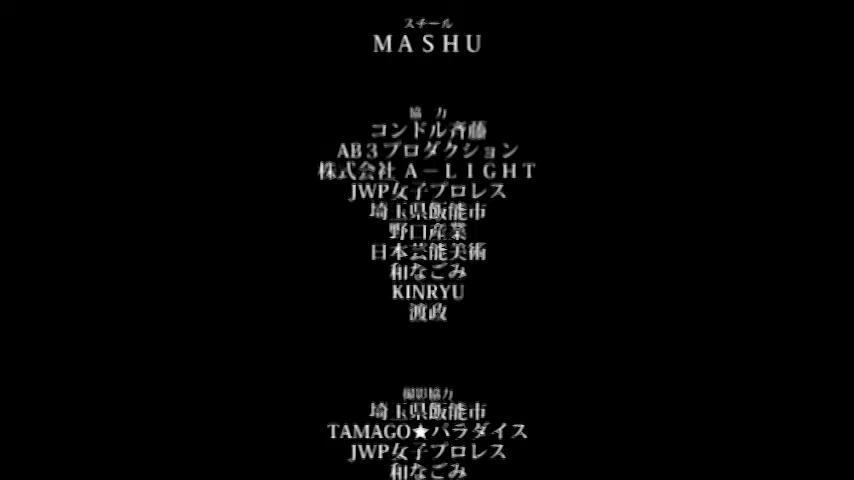 スチール
ＭＡＳＨＵ
協　力
コンドル斉藤
AB３プロダクション
株式会社 Ａ－ＬＩＧＨＴ
JWP女子プロレス
埼玉県飯能市
野口産業
日本芸能美術
和なごみ
KINRYU
渡政
撮影協力
埼玉県飯能市
TAMAGO★パラダイス
JWP女子プロレス
和なごみ